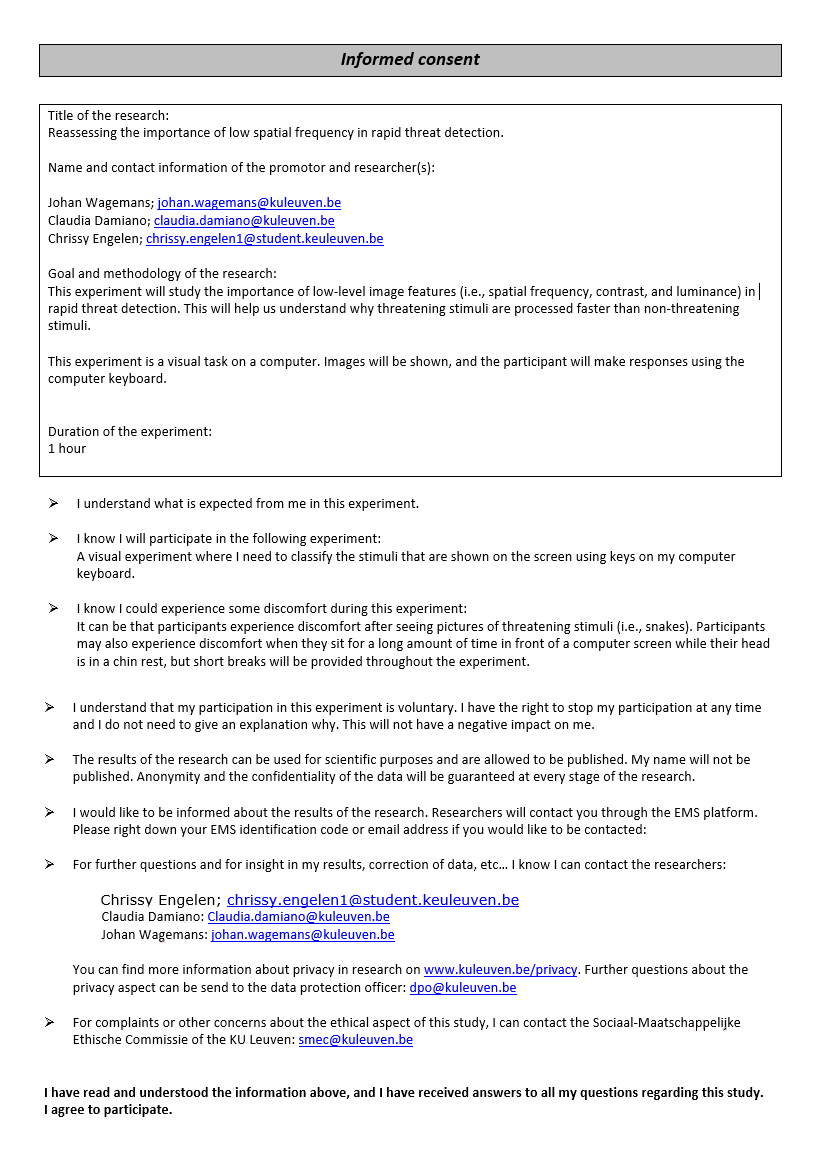 Informed consent
Title of the research:
Reassessing the importance of low spatial frequency in rapid threat detection.
Name and contact information of the promotor and researcher(s):
Johan Wagemans; johan.wagemans@kuleuven.be
Claudia Damiano; claudia.damiano@kuleuven.be
Chrissy Engelen; chrissy.engelen1@student.keuleuven.be
Goal and methodology of the research:
This experiment will study the importance of low-level image features (i.e., spatial frequency, contrast, and luminance) in
rapid threat detection. This will help us understand why threatening stimuli are processed faster than non-threatening
stimuli.
This experiment is a visual task on a computer. Images will be shown, and the participant will make responses using the
computer keyboard.
Duration of the experiment:
1 hour
➢ I understand what is expected from me in this experiment.
➢ I know I will participate in the following experiment:
A visual experiment where I need to classify the stimuli that are shown on the screen using keys on my computer
keyboard.
➢ I know I could experience some discomfort during this experiment:
It can be that participants experience discomfort after seeing pictures of threatening stimuli (i.e., snakes). Participants
may also experience discomfort when they sit for a long amount of time in front of a computer screen while their head
is in a chin rest, but short breaks will be provided throughout the experiment.
➢ I understand that my participation in this experiment is voluntary. I have the right to stop my participation at any time
and I do not need to give an explanation why. This will not have a negative impact on me.
➢ The results of the research can be used for scientific purposes and are allowed to be published. My name will not be
published. Anonymity and the confidentiality of the data will be guaranteed at every stage of the research.
➢ I would like to be informed about the results of the research. Researchers will contact you through the EMS platform.
Please right down your EMS identification code or email address if you would like to be contacted:
➢ For further questions and for insight in my results, correction of data, etc… I know I can contact the researchers:
Chrissy Engelen; chrissy.engelen1@student.keuleuven.be
Claudia Damiano: Claudia.damiano@kuleuven.be
Johan Wagemans: johan.wagemans@kuleuven.be
You can find more information about privacy in research on www.kuleuven.be/privacy. Further questions about the
privacy aspect can be send to the data protection officer: dpo@kuleuven.be
➢ For complaints or other concerns about the ethical aspect of this study, I can contact the Sociaal-Maatschappelijke
Ethische Commissie of the KU Leuven: smec@kuleuven.be
I have read and understood the information above, and I have received answers to all my questions regarding this study.
I agree to participate.